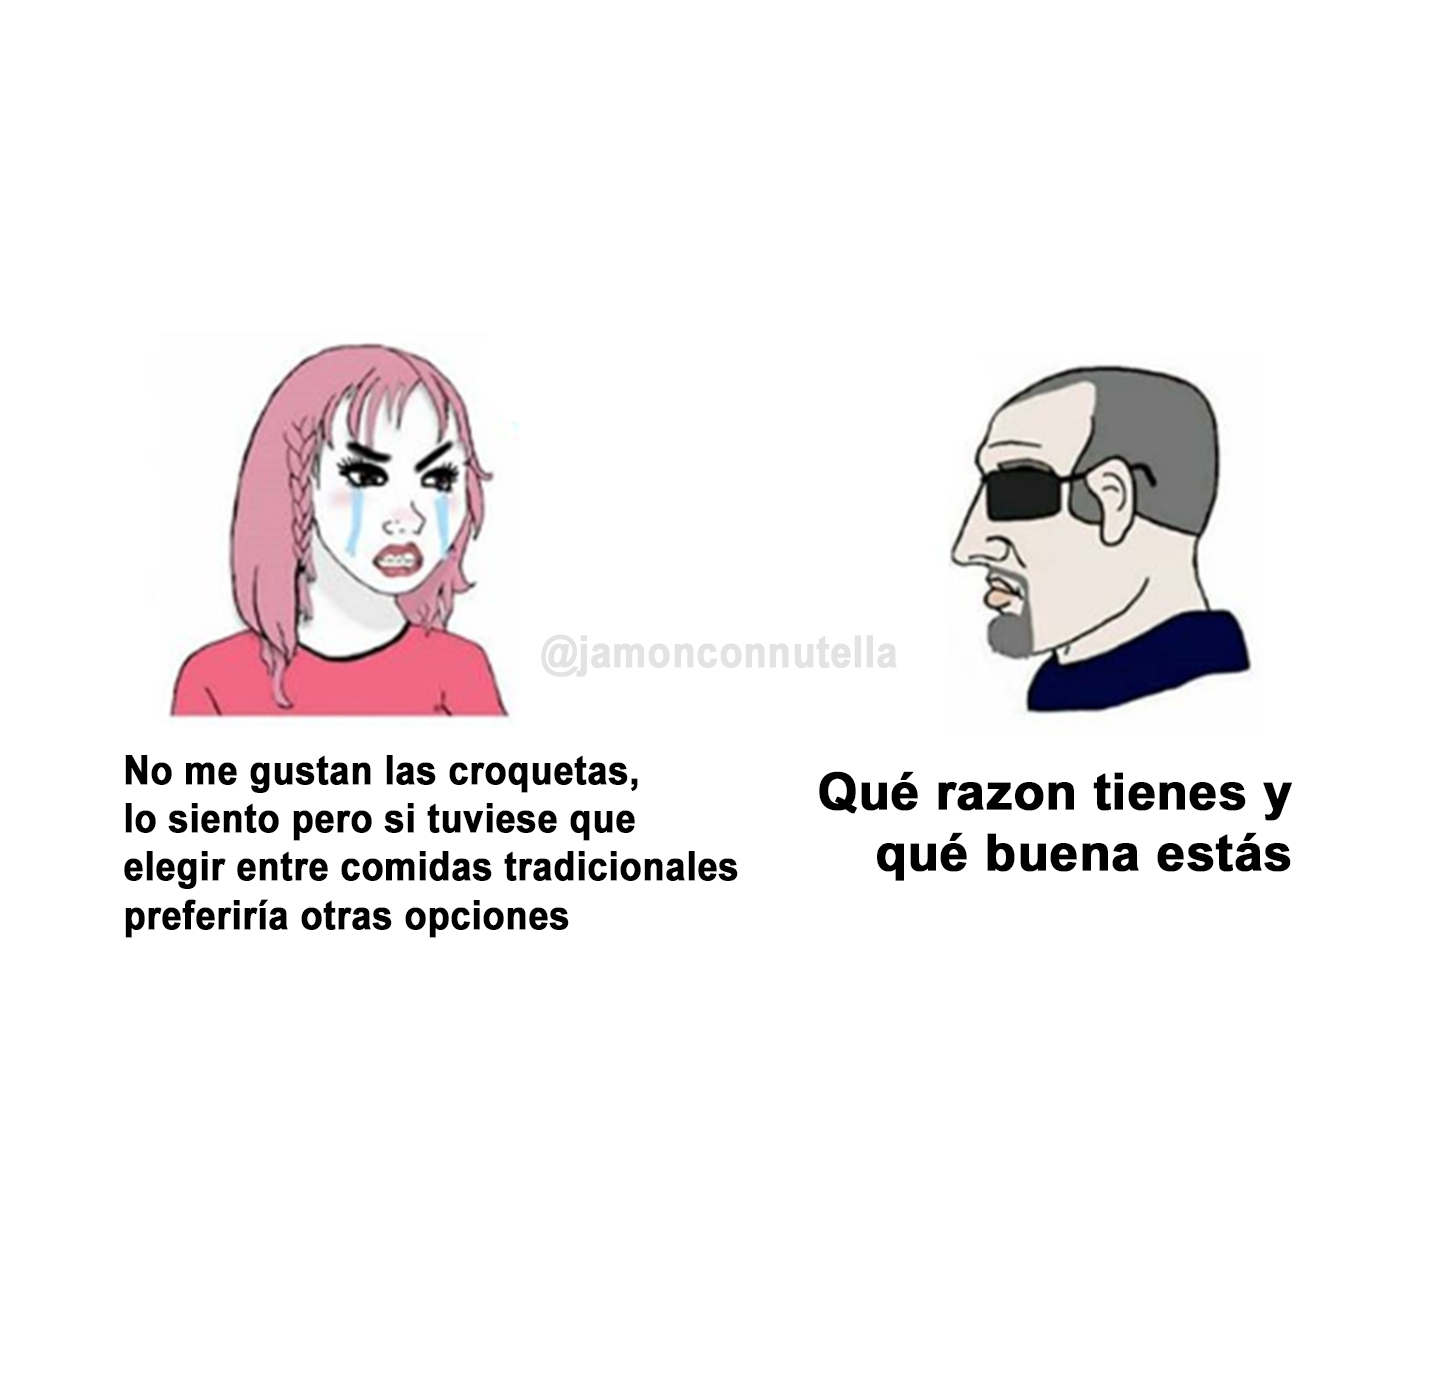 @jamonconnutella
No me gustan las croquetas,
lo siento pero si tuviese que
elegir entre comidas tradicionales
preferiría otras opciones
Qué razon tienes y
qué buena estás